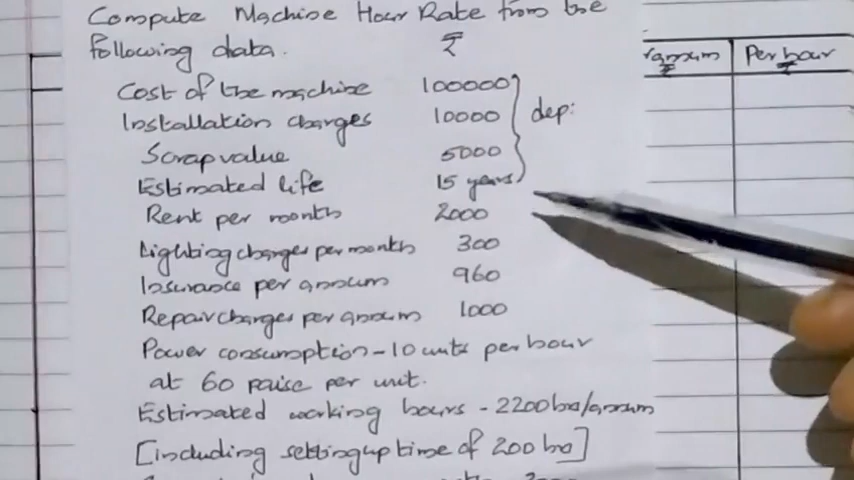 Compute Machine Hour Rate from the
following data. ₹
Cost of the machine 100000
Installation charges 10000 dep:
Scrap value 5000
Estimated life 15 years
Rent per month 2000
Lighting charges per month 300
Insurance per annum 960
Repair charges per annum 1000
Power consumption - 10 units per hour
at 60 paise per unit.
Estimated working hours - 2200 hrs/annum
[including setting up time of 200 hrs]
annum Per hour
₹ ₹